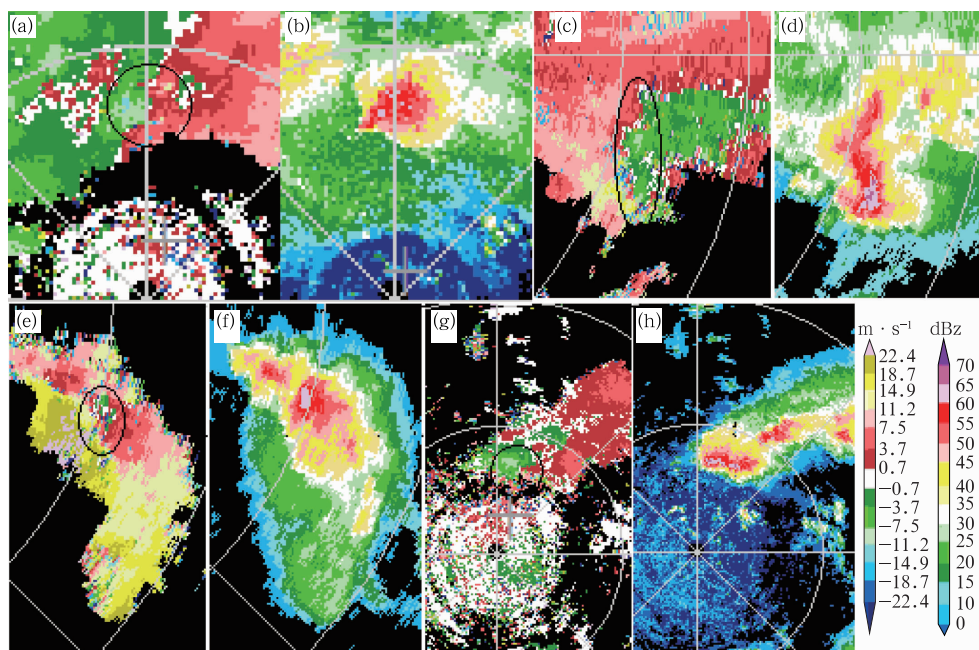 (a)
(b)
(c)
(d)
(e)
(f)
(g)
(h)
m · s⁻¹
22.4
18.7
14.9
11.2
7.5
3.7
0.7
−0.7
−3.7
−7.5
−11.2
−14.9
−18.7
−22.4
dBz
70
65
60
55
50
45
40
35
30
25
20
15
10
5
0